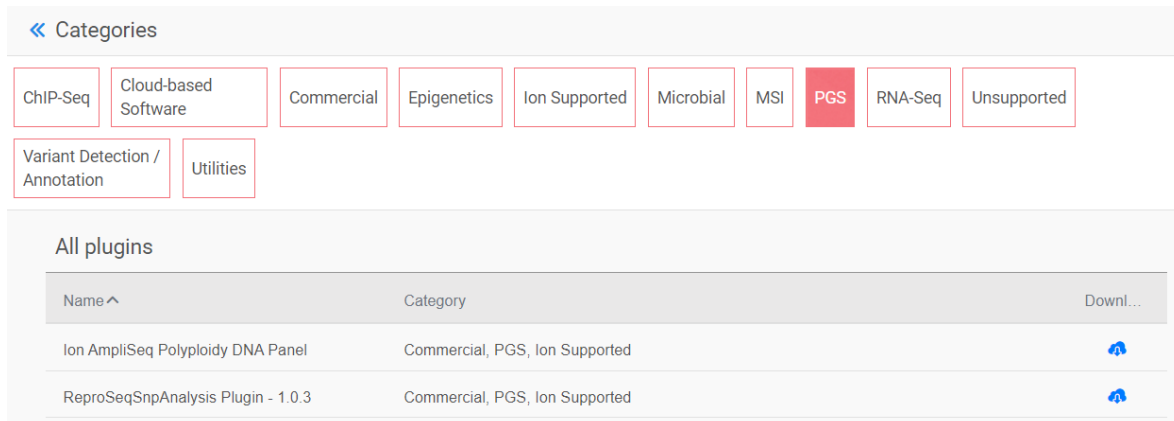 Categories
ChIP-Seq
Cloud-based
Software
Commercial
Epigenetics
Ion Supported
Microbial
MSI
PGS
RNA-Seq
Unsupported
Variant Detection /
Annotation
Utilities
All plugins
Name Category Downl...
Ion AmpliSeq Polyploidy DNA Panel Commercial, PGS, Ion Supported
ReproSeqSnpAnalysis Plugin - 1.0.3 Commercial, PGS, Ion Supported